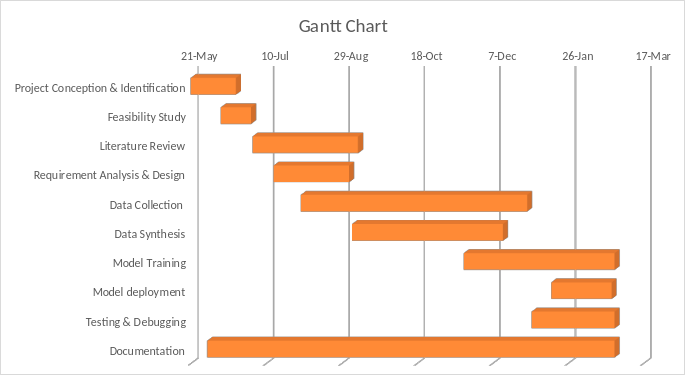 Gantt Chart
21-May 10-Jul 29-Aug 18-Oct 7-Dec 26-Jan 17-Mar
Project Conception & Identification
Feasibility Study
Literature Review
Requirement Analysis & Design
Data Collection
Data Synthesis
Model Training
Model deployment
Testing & Debugging
Documentation